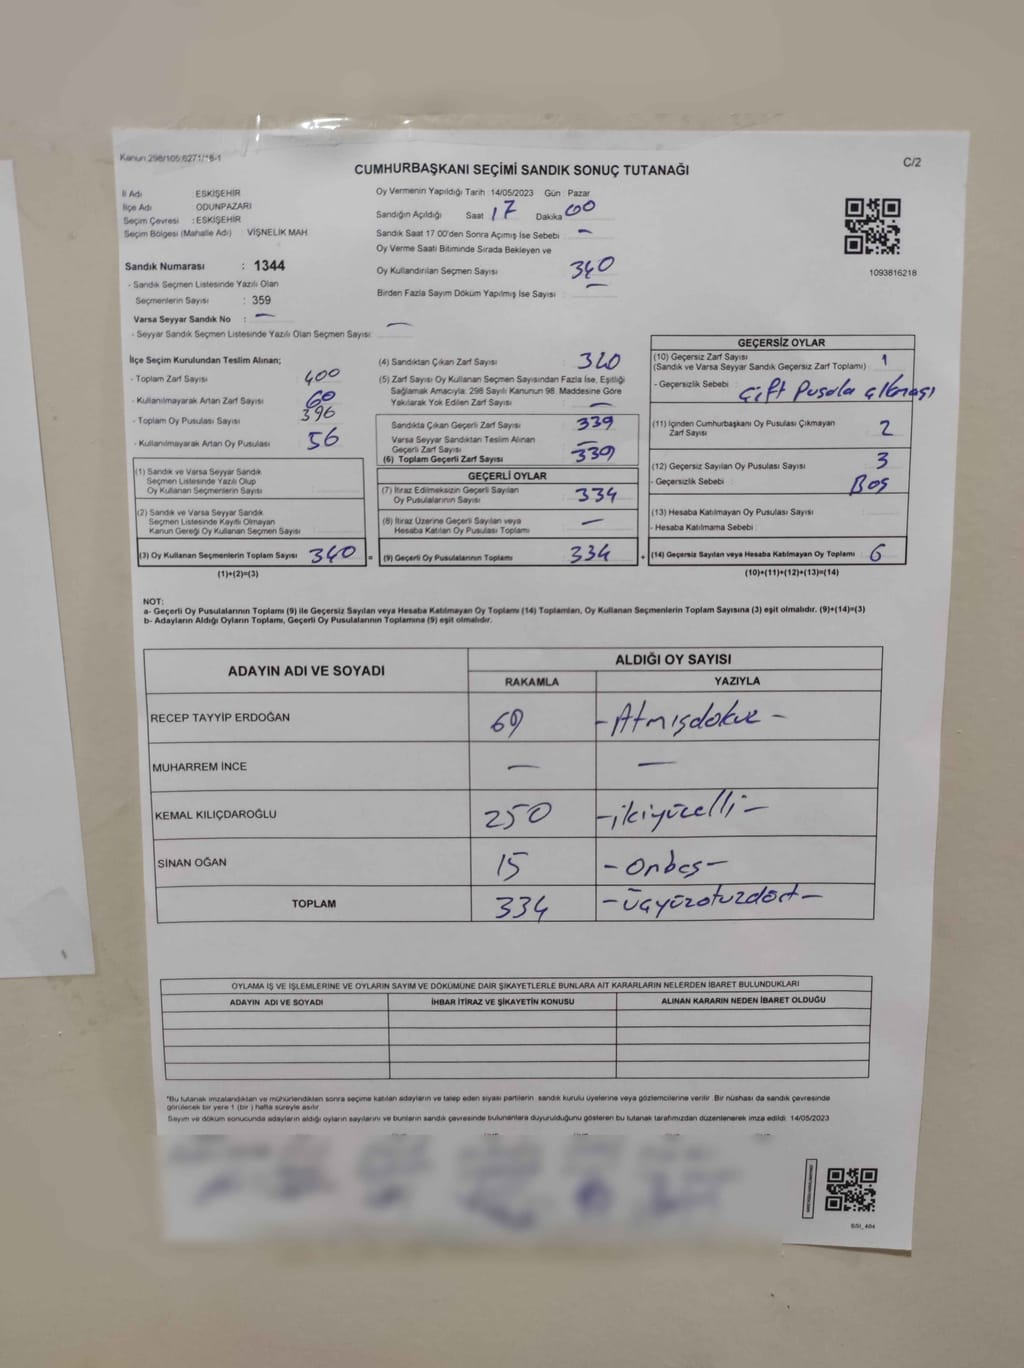 Kanun:298/105;6271/18-1
C/2
CUMHURBAŞKANI SEÇİMİ SANDIK SONUÇ TUTANAĞI
İl Adı ESKİŞEHİR
İlçe Adı ODUNPAZARI
Seçim Çevresi : ESKİŞEHİR
Seçim Bölgesi (Mahalle Adı) VİŞNELİK MAH.
Sandık Numarası : 1344
- Sandık Seçmen Listesinde Yazılı Olan
Seçmenlerin Sayısı : 359
Varsa Seyyar Sandık No : —
- Seyyar Sandık Seçmen Listesinde Yazılı Olan Seçmen Sayısı: —
Oy Vermenin Yapıldığı Tarih 14/05/2023 Gün : Pazar
Sandığın Açıldığı Saat 17 Dakika 00
Sandık Saat 17.00'den Sonra Açımış İse Sebebi —
Oy Verme Saati Bitiminde Sırada Bekleyen ve
Oy Kullandırılan Seçmen Sayısı 340
Birden Fazla Sayım Döküm Yapılmış İse Sayısı —
1093816218
İlçe Seçim Kurulundan Teslim Alınan;
- Toplam Zarf Sayısı 400
- Kullanılmayarak Artan Zarf Sayısı 60
- Toplam Oy Pusulası Sayısı 396
- Kullanılmayarak Artan Oy Pusulası 56
(1) Sandık ve Varsa Seyyar Sandık
Seçmen Listesinde Yazılı Olup
Oy Kullanan Seçmenlerin Sayısı
(2) Sandık ve Varsa Seyyar Sandık
Seçmen Listesinde Kayıtlı Olmayan
Kanun Gereği Oy Kullanan Seçmen Sayısı
(3) Oy Kullanan Seçmenlerin Toplam Sayısı 340 =
(1)+(2)=(3)
(4) Sandıktan Çıkan Zarf Sayısı 340
(5) Zarf Sayısı Oy Kullanan Seçmen Sayısından Fazla İse, Eşitliği
Sağlamak Amacıyla, 298 Sayılı Kanunun 98. Maddesine Göre
Yakılarak Yok Edilen Zarf Sayısı —
Sandıkta Çıkan Geçerli Zarf Sayısı 339
Varsa Seyyar Sandıktan Teslim Alınan
Geçerli Zarf Sayısı —
(6) Toplam Geçerli Zarf Sayısı 339
GEÇERLİ OYLAR
(7) İtiraz Edilmeksizin Geçerli Sayılan
Oy Pusulalarının Sayısı 334
(8) İtiraz Üzerine Geçerli Sayılan veya
Hesaba Katılan Oy Pusulası Toplamı —
(9) Geçerli Oy Pusulalarının Toplamı 334 +
GEÇERSİZ OYLAR
(10) Geçersiz Zarf Sayısı 1
(Sandık ve Varsa Seyyar Sandık Geçersiz Zarf Toplamı)
- Geçersizlik Sebebi : çift Pusula çıkması
(11) İçinden Cumhurbaşkanı Oy Pusulası Çıkmayan
Zarf Sayısı 2
(12) Geçersiz Sayılan Oy Pusulası Sayısı 3
- Geçersizlik Sebebi : Boş
(13) Hesaba Katılmayan Oy Pusulası Sayısı
- Hesaba Katılmama Sebebi :
(14) Geçersiz Sayılan veya Hesaba Katılmayan Oy Toplamı 6
(10)+(11)+(12)+(13)=(14)
NOT:
a- Geçerli Oy Pusulalarının Toplamı (9) ile Geçersiz Sayılan veya Hesaba Katılmayan Oy Toplamı (14) Toplamları, Oy Kullanan Seçmenlerin Toplam Sayısına (3) eşit olmalıdır. (9)+(14)=(3)
b- Adayların Aldığı Oyların Toplamı, Geçerli Oy Pusulalarının Toplamına (9) eşit olmalıdır.
ADAYIN ADI VE SOYADI ALDIĞI OY SAYISI
RAKAMLA YAZIYLA
RECEP TAYYİP ERDOĞAN 69 - Atmışdokuz -
MUHARREM İNCE — —
KEMAL KILIÇDAROĞLU 250 - ikiyüzelli -
SİNAN OĞAN 15 - onbeş -
TOPLAM 334 - üçyüzotuzdört -
OYLAMA İŞ VE İŞLEMLERİNE VE OYLARIN SAYIM VE DÖKÜMÜNE DAİR ŞİKAYETLERLE BUNLARA AİT KARARLARIN NELERDEN İBARET BULUNDUKLARI
ADAYIN ADI VE SOYADI İHBAR İTİRAZ VE ŞİKAYETİN KONUSU ALINAN KARARIN NEDEN İBARET OLDUĞU
*Bu tutanak imzalandıktan ve mühürlendikten sonra seçime katılan adayların ve talep eden siyasi partilerin sandık kurulu üyelerine veya gözlemcilerine verilir. Bir nüshası da sandık çevresinde
görülecek bir yere 1 (bir ) hafta süreyle asılır.
Sayım ve döküm sonucunda adayların aldığı oyların sayılarını ve bunların sandık çevresinde bulunanlara duyurulduğunu gösteren bu tutanak tarafımızdan düzenlenerek imza edildi. 14/05/2023